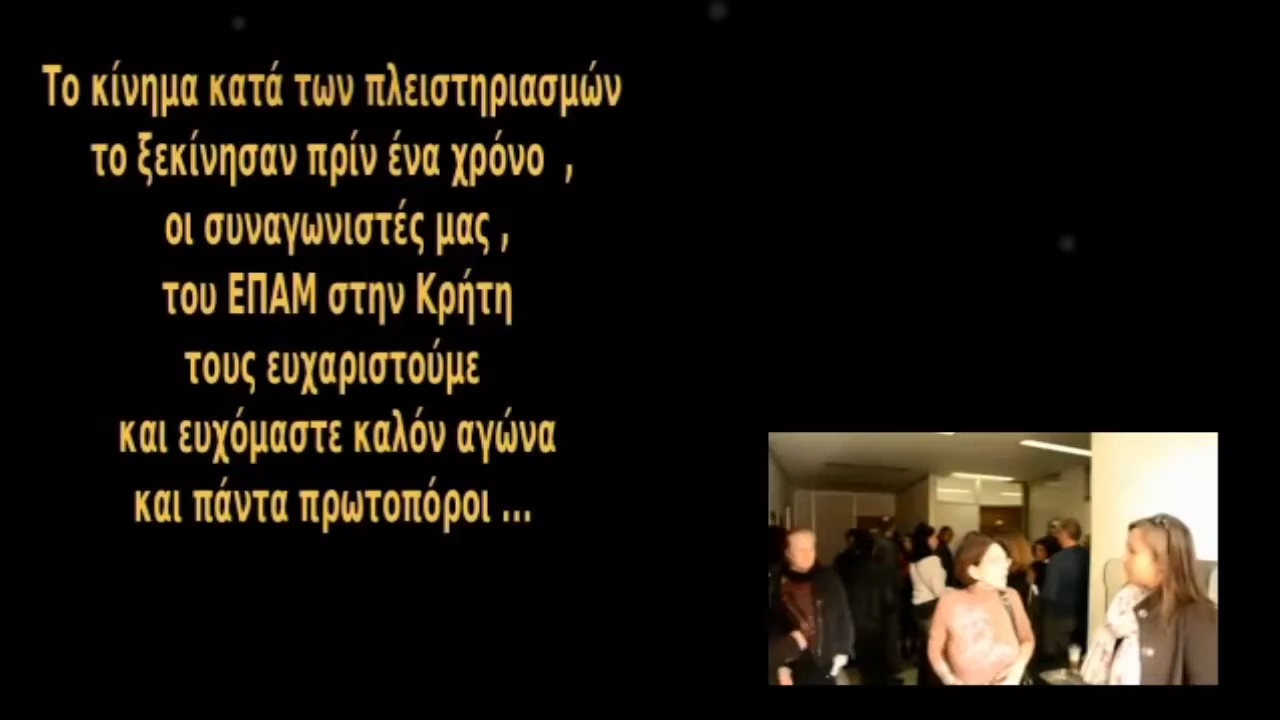 Το κίνημα κατά των πλειστηριασμών
το ξεκίνησαν πρίν ένα χρόνο ,
οι συναγωνιστές μας ,
του ΕΠΑΜ στην Κρήτη
τους ευχαριστούμε
και ευχόμαστε καλόν αγώνα
και πάντα πρωτοπόροι ...